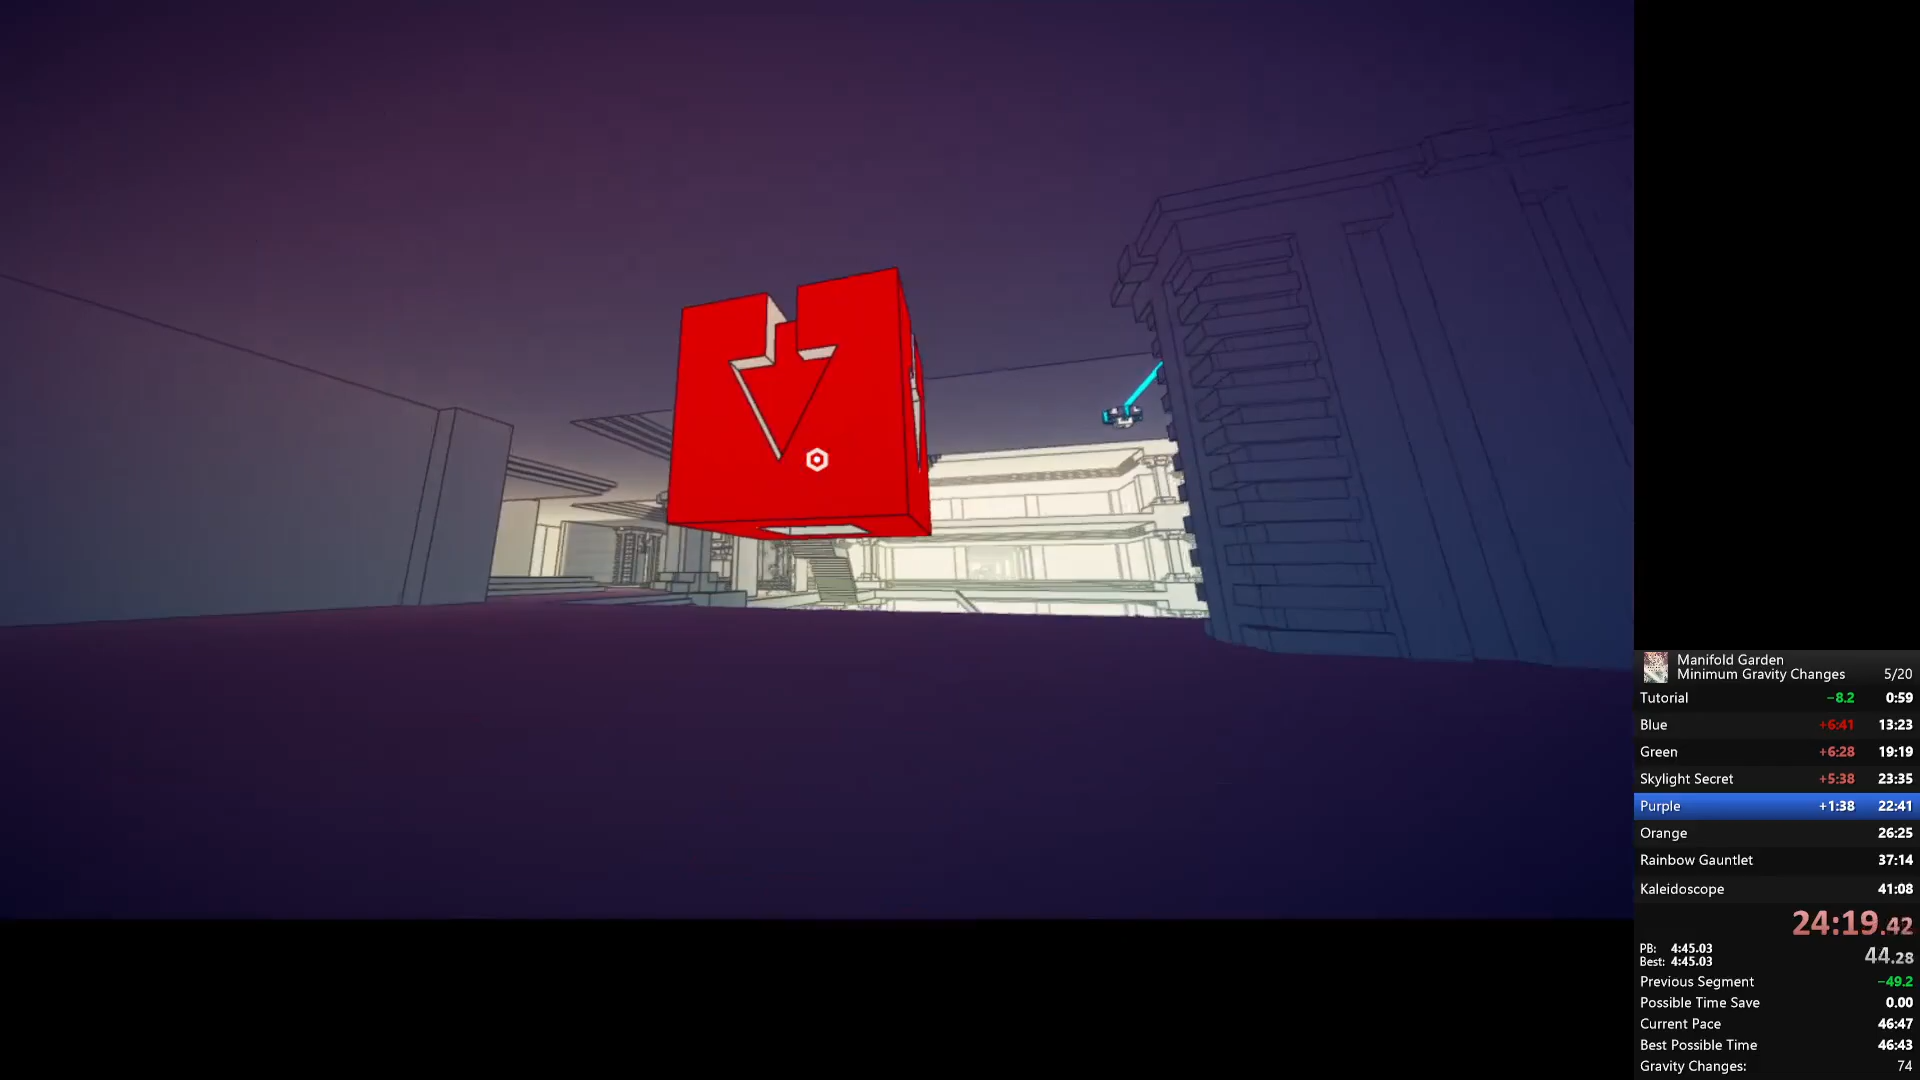 Manifold Garden
Minimum Gravity Changes 5/20
Tutorial −8.2 0:59
Blue +6:41 13:23
Green +6:28 19:19
Skylight Secret +5:38 23:35
Purple +1:38 22:41
Orange 26:25
Rainbow Gauntlet 37:14
Kaleidoscope 41:08
24:19.42
PB: 4:45.03
Best: 4:45.03
44.28
Previous Segment −49.2
Possible Time Save 0.00
Current Pace 46:47
Best Possible Time 46:43
Gravity Changes: 74